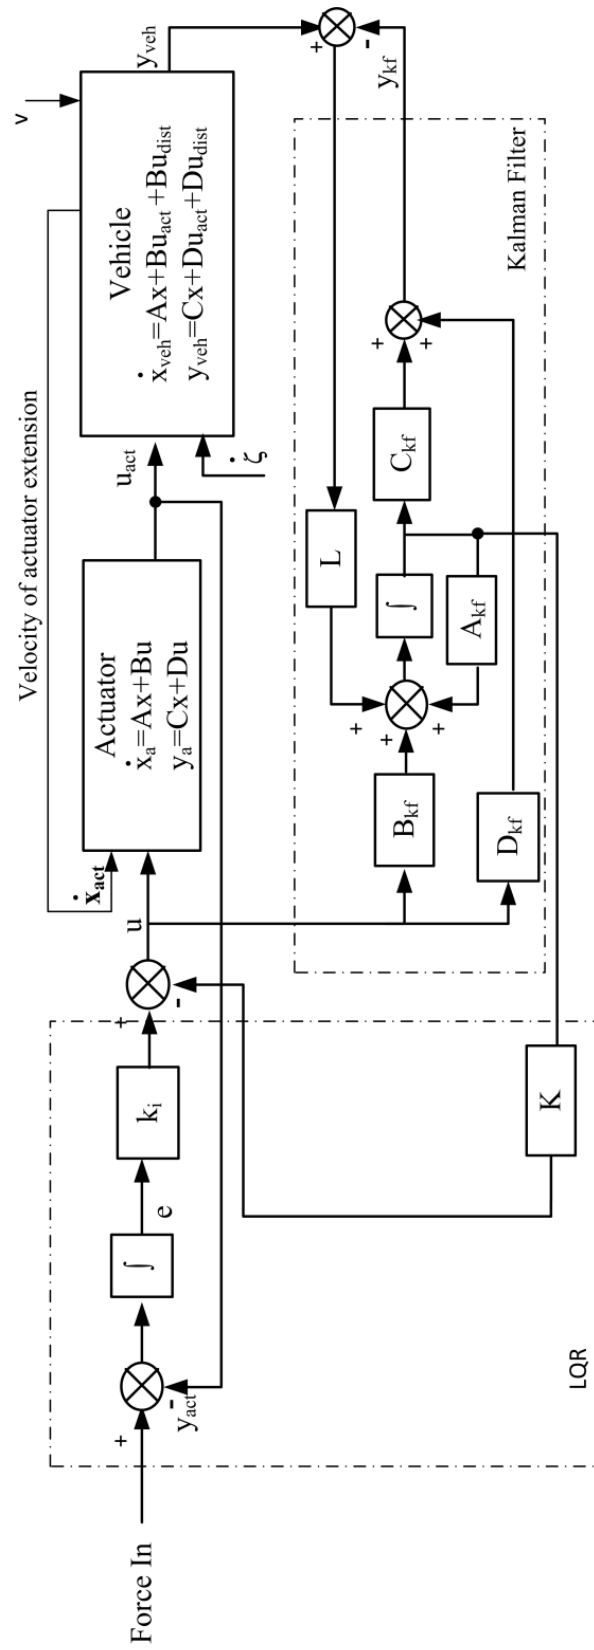 Force In
+
-
y_act
∫
e
k_i
+
-
u
ẋ_act
Velocity of actuator extension
Actuator
ẋ_a=Ax+Bu
y_a=Cx+Du
u_act
ζ̇
v
Vehicle
ẋ_veh=Ax+Bu_act+Bu_dist
y_veh=Cx+Du_act+Du_dist
y_veh
+
-
y_kf
LQR
K
B_kf
D_kf
+
+
+
L
∫
A_kf
C_kf
+
+
Kalman Filter